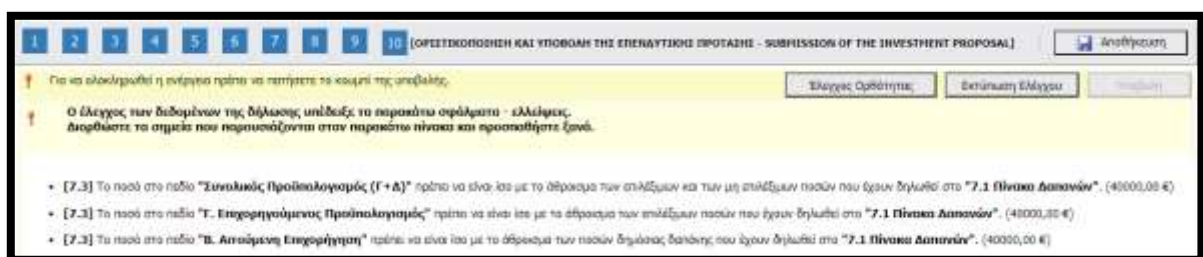 1 2 3 4 5 6 7 8 9 10 (ΟΡΙΣΤΙΚΟΠΟΙΗΣΗ ΚΑΙ ΥΠΟΒΟΛΗ ΤΗΣ ΕΠΕΝΔΥΤΙΚΗΣ ΠΡΟΤΑΣΗΣ - SUBMISSION OF THE INVESTMENT PROPOSAL) Αποθήκευση
Για να ολοκληρωθεί η ενέργεια πρέπει να πατήσετε το κουμπί της υποβολής. Έλεγχος Ορθότητας Εκτύπωση Ελέγχου Υποβολή
Ο έλεγχος των δεδομένων της δήλωσης υπέδειξε τα παρακάτω σφάλματα - ελλείψεις.
Διορθώστε τα σημεία που παρουσιάζονται στον παρακάτω πίνακα και προσπαθήστε ξανά.
• [7.3] Το ποσό στο πεδίο "Συνολικός Προϋπολογισμός (Γ+Δ)" πρέπει να είναι ίσο με το άθροισμα των επιλέξιμων και των μη επιλέξιμων ποσών που έχουν δηλωθεί στο "7.1 Πίνακα Δαπανών". (40000,00 €)
• [7.3] Το ποσό στο πεδίο "Γ. Επιχορηγούμενος Προϋπολογισμός" πρέπει να είναι ίσο με το άθροισμα των επιλέξιμων ποσών που έχουν δηλωθεί στο "7.1 Πίνακα Δαπανών". (40000,00 €)
• [7.3] Το ποσό στο πεδίο "Β. Αιτούμενη Επιχορήγηση" πρέπει να είναι ίσο με το άθροισμα των ποσών δημόσιας δαπάνης που έχουν δηλωθεί στο "7.1 Πίνακα Δαπανών". (40000,00 €)